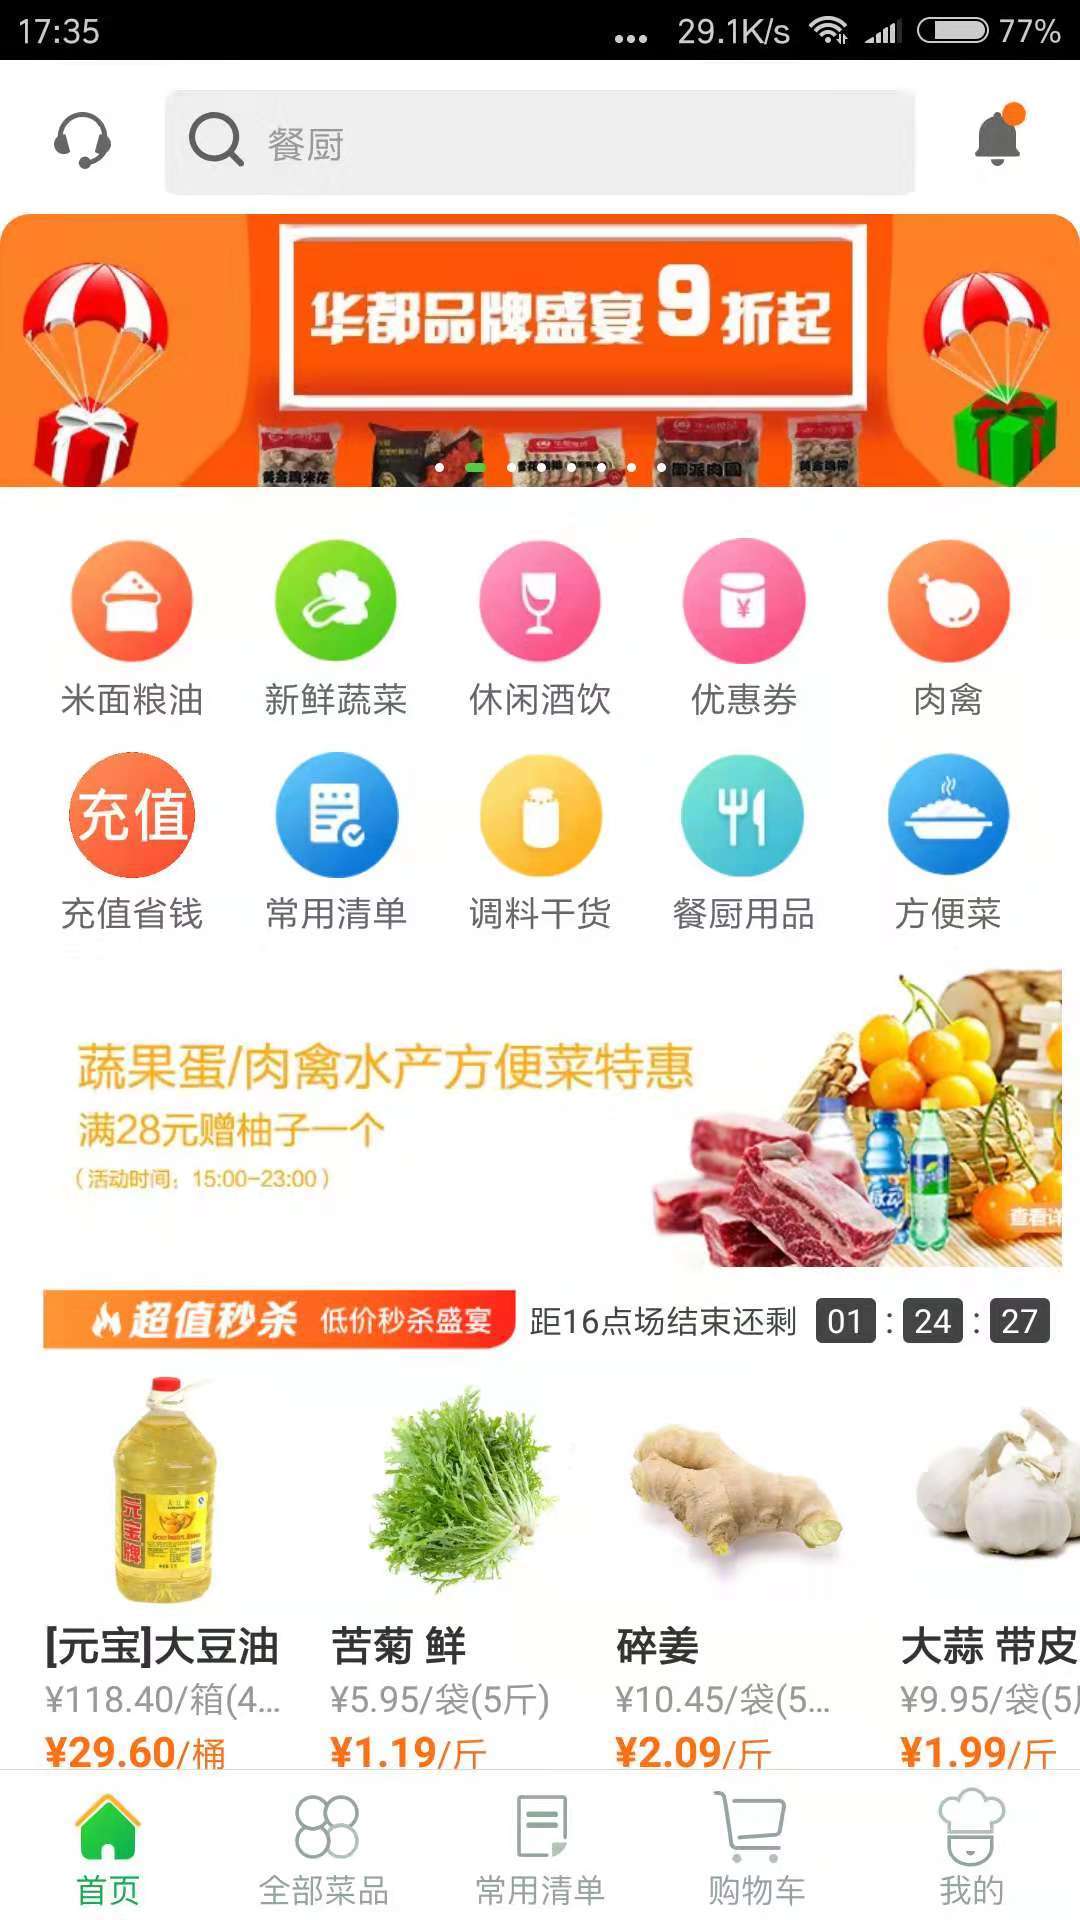 17:35 ... 29.1K/s 77%
餐厨
华都品牌盛宴9折起
米面粮油 新鲜蔬菜 休闲酒饮 优惠券 肉禽
充值
充值省钱 常用清单 调料干货 餐厨用品 方便菜
蔬果蛋/肉禽水产方便菜特惠
满28元赠柚子一个
(活动时间：15:00-23:00)
查看详
超值秒杀 低价秒杀盛宴 距16点场结束还剩 01 : 24 : 27
元宝牌
[元宝]大豆油 苦菊 鲜 碎姜 大蒜 带皮
¥118.40/箱(4... ¥5.95/袋(5斤) ¥10.45/袋(5... ¥9.95/袋(5
¥29.60/桶 ¥1.19/斤 ¥2.09/斤 ¥1.99/斤
首页 全部菜品 常用清单 购物车 我的